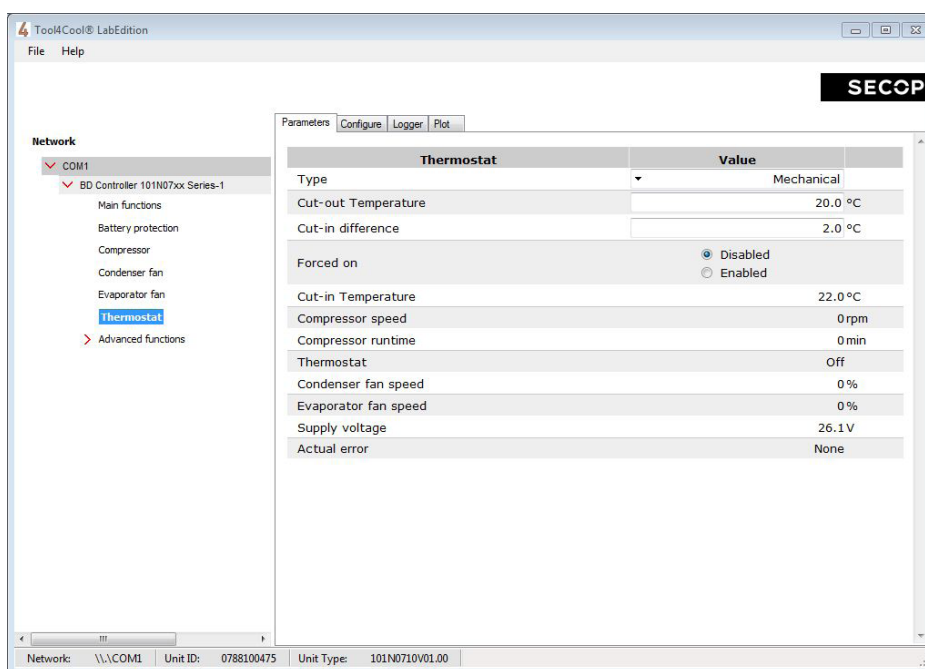 Tool4Cool® LabEdition
File Help
SECOP
Parameters Configure Logger Plot
Network
COM1
BD Controller 101N07xx Series-1
Main functions
Battery protection
Compressor
Condenser fan
Evaporator fan
Thermostat
Advanced functions
Thermostat Value
Type Mechanical
Cut-out Temperature 20.0 °C
Cut-in difference 2.0 °C
Forced on Disabled
Enabled
Cut-in Temperature 22.0 °C
Compressor speed 0 rpm
Compressor runtime 0 min
Thermostat Off
Condenser fan speed 0 %
Evaporator fan speed 0 %
Supply voltage 26.1 V
Actual error None
Network: \\.\COM1 Unit ID: 0788100475 Unit Type: 101N0710V01.00